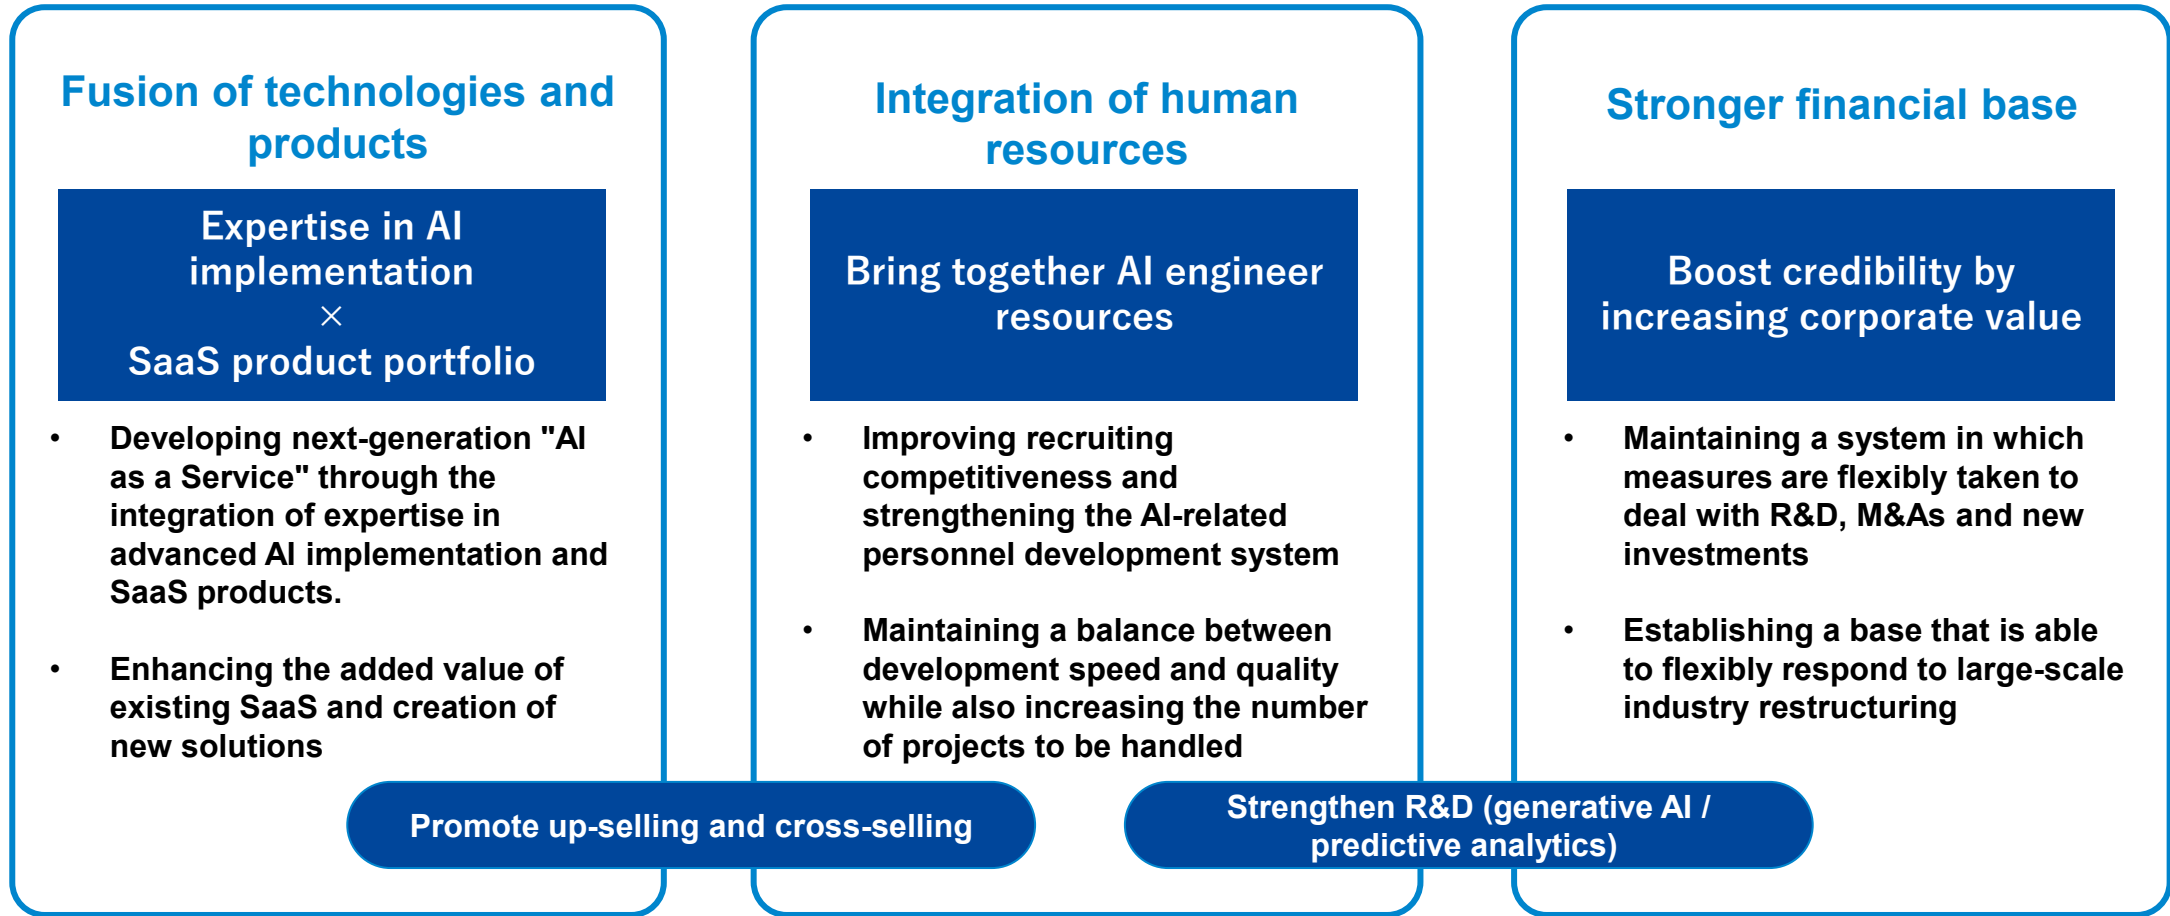 Fusion of technologies and
products
Expertise in AI
implementation
×
SaaS product portfolio
• Developing next-generation "AI
as a Service" through the
integration of expertise in
advanced AI implementation and
SaaS products.
• Enhancing the added value of
existing SaaS and creation of
new solutions
Integration of human
resources
Bring together AI engineer
resources
• Improving recruiting
competitiveness and
strengthening the AI-related
personnel development system
• Maintaining a balance between
development speed and quality
while also increasing the number
of projects to be handled
Stronger financial base
Boost credibility by
increasing corporate value
• Maintaining a system in which
measures are flexibly taken to
deal with R&D, M&As and new
investments
• Establishing a base that is able
to flexibly respond to large-scale
industry restructuring
Promote up-selling and cross-selling
Strengthen R&D (generative AI /
predictive analytics)